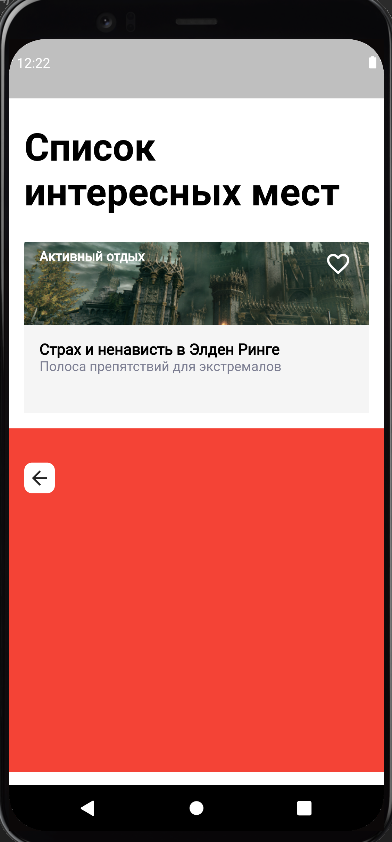 12:22
Список
интересных мест
Активный отдых
Страх и ненависть в Элден Ринге
Полоса препятствий для экстремалов